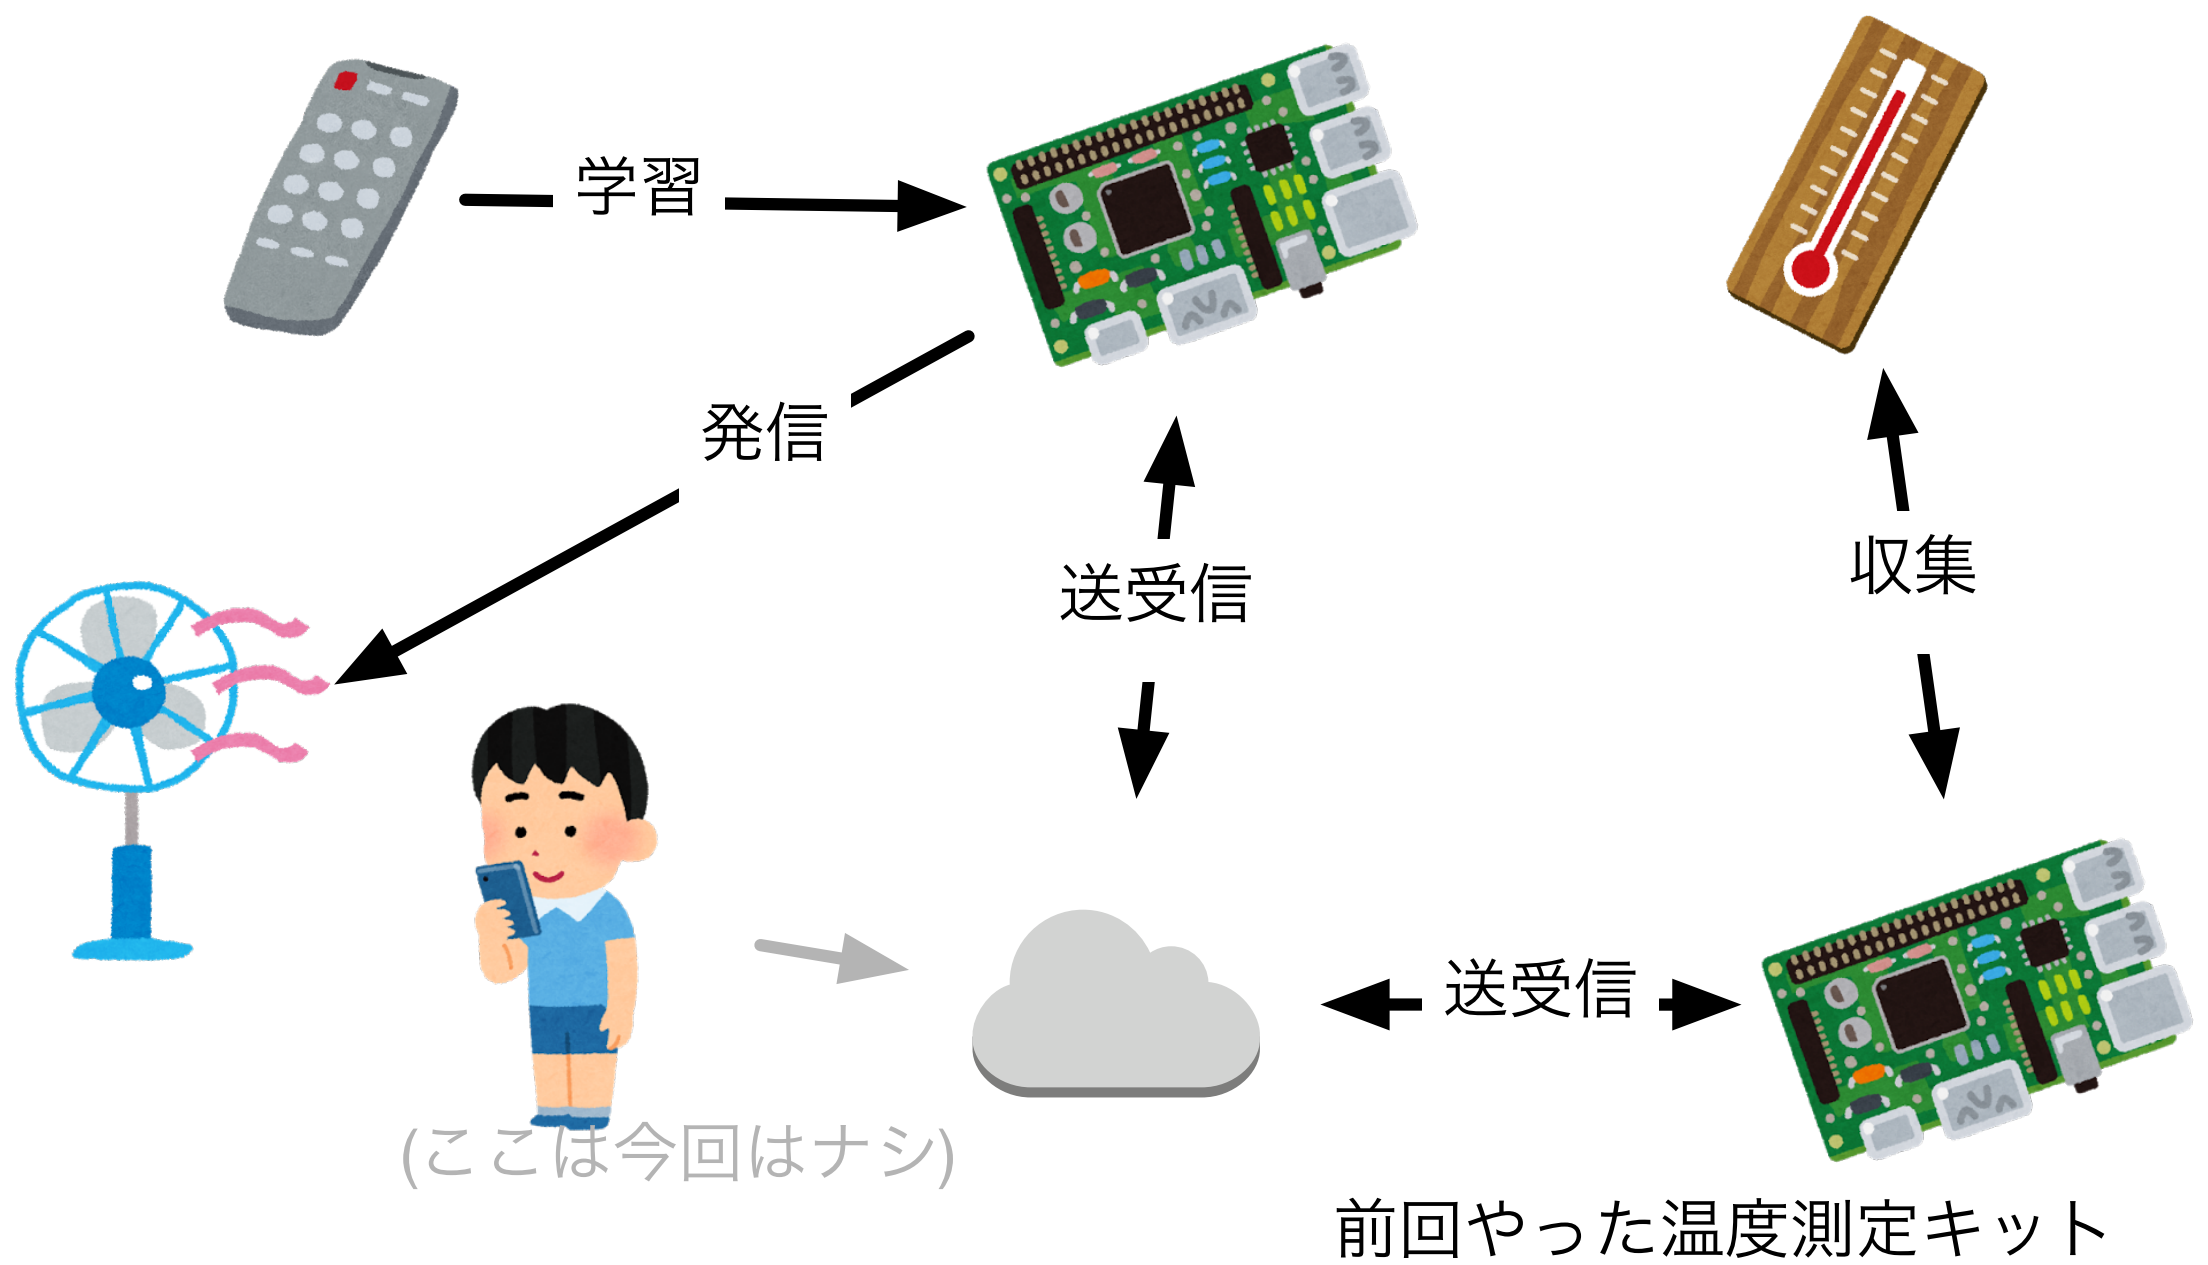 学習
発信
送受信
収集
送受信
(ここは今回はナシ)
前回やった温度測定キット